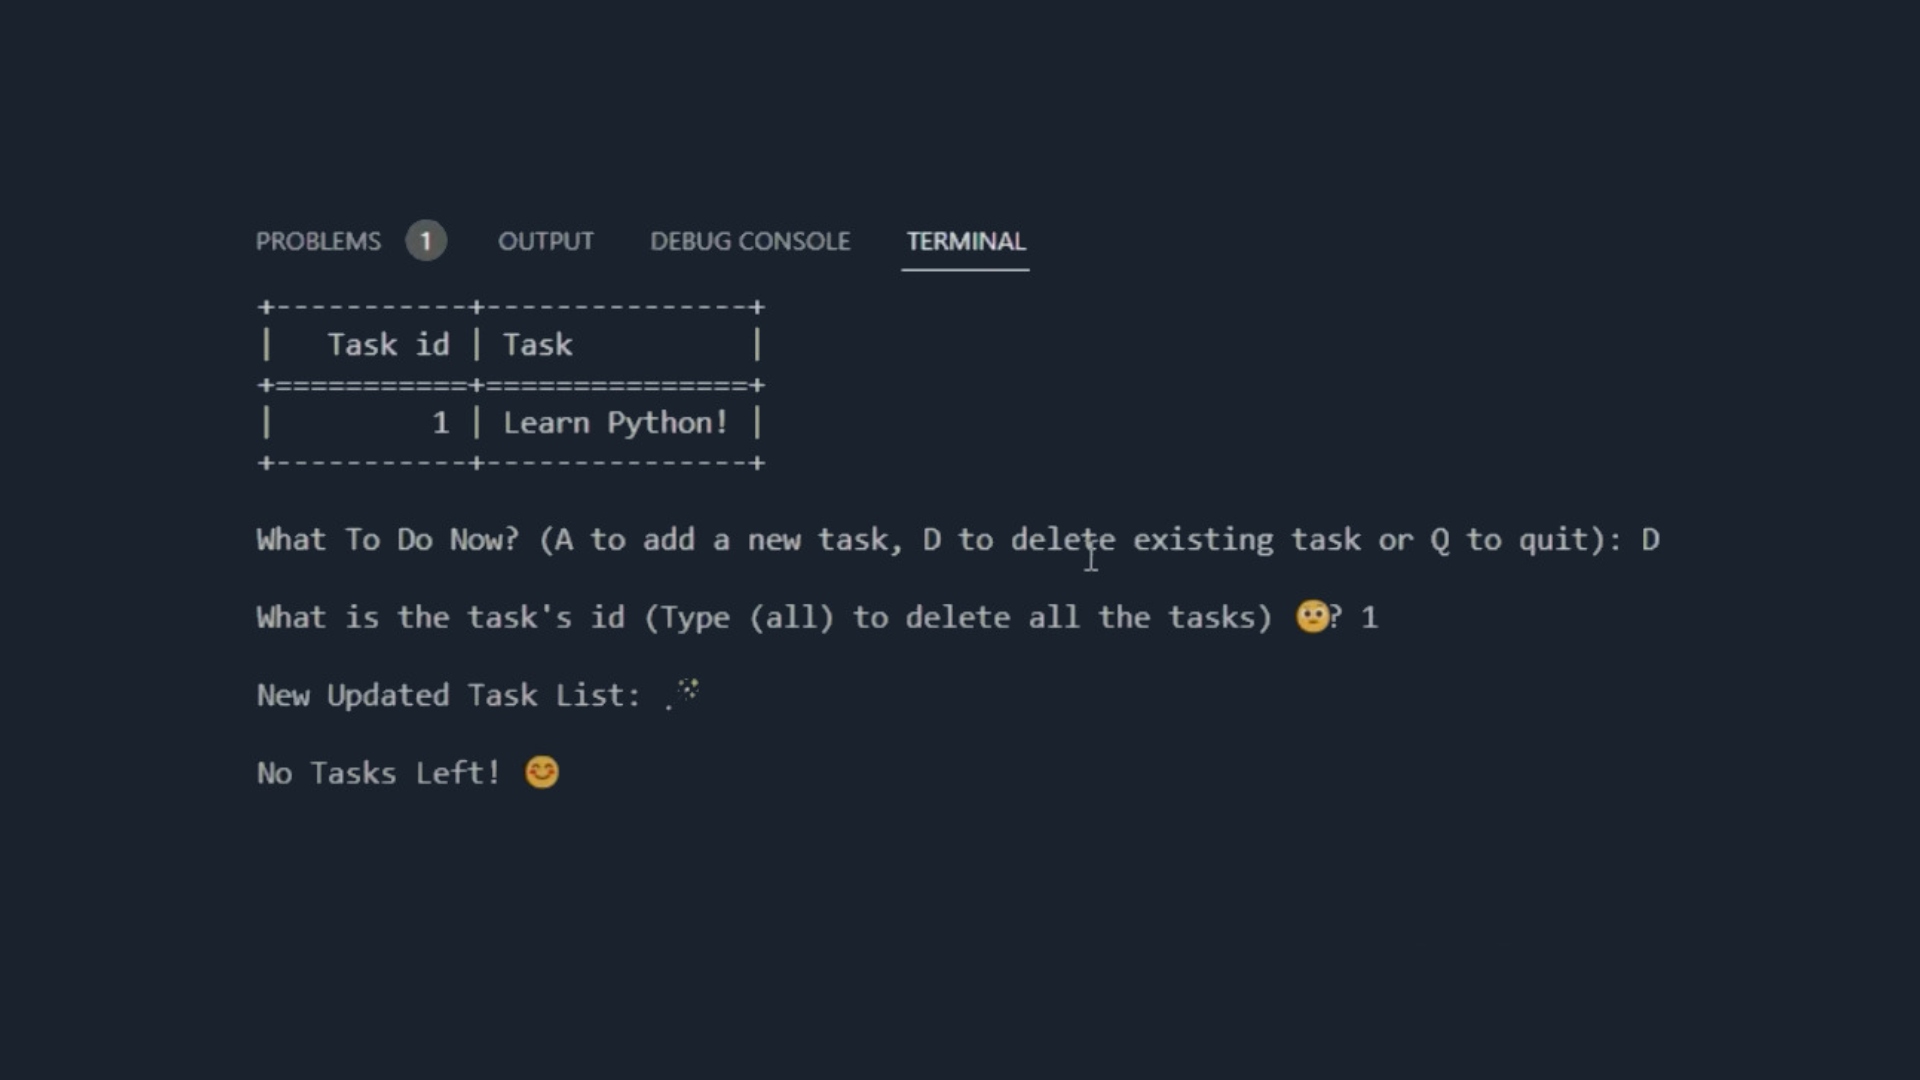 PROBLEMS 1 OUTPUT DEBUG CONSOLE TERMINAL
+-----------+---------------+
|   Task id | Task          |
+===========+===============+
|         1 | Learn Python! |
+-----------+---------------+
What To Do Now? (A to add a new task, D to delete existing task or Q to quit): D
What is the task's id (Type (all) to delete all the tasks) 🤨? 1
New Updated Task List: 🪄
No Tasks Left! 😊